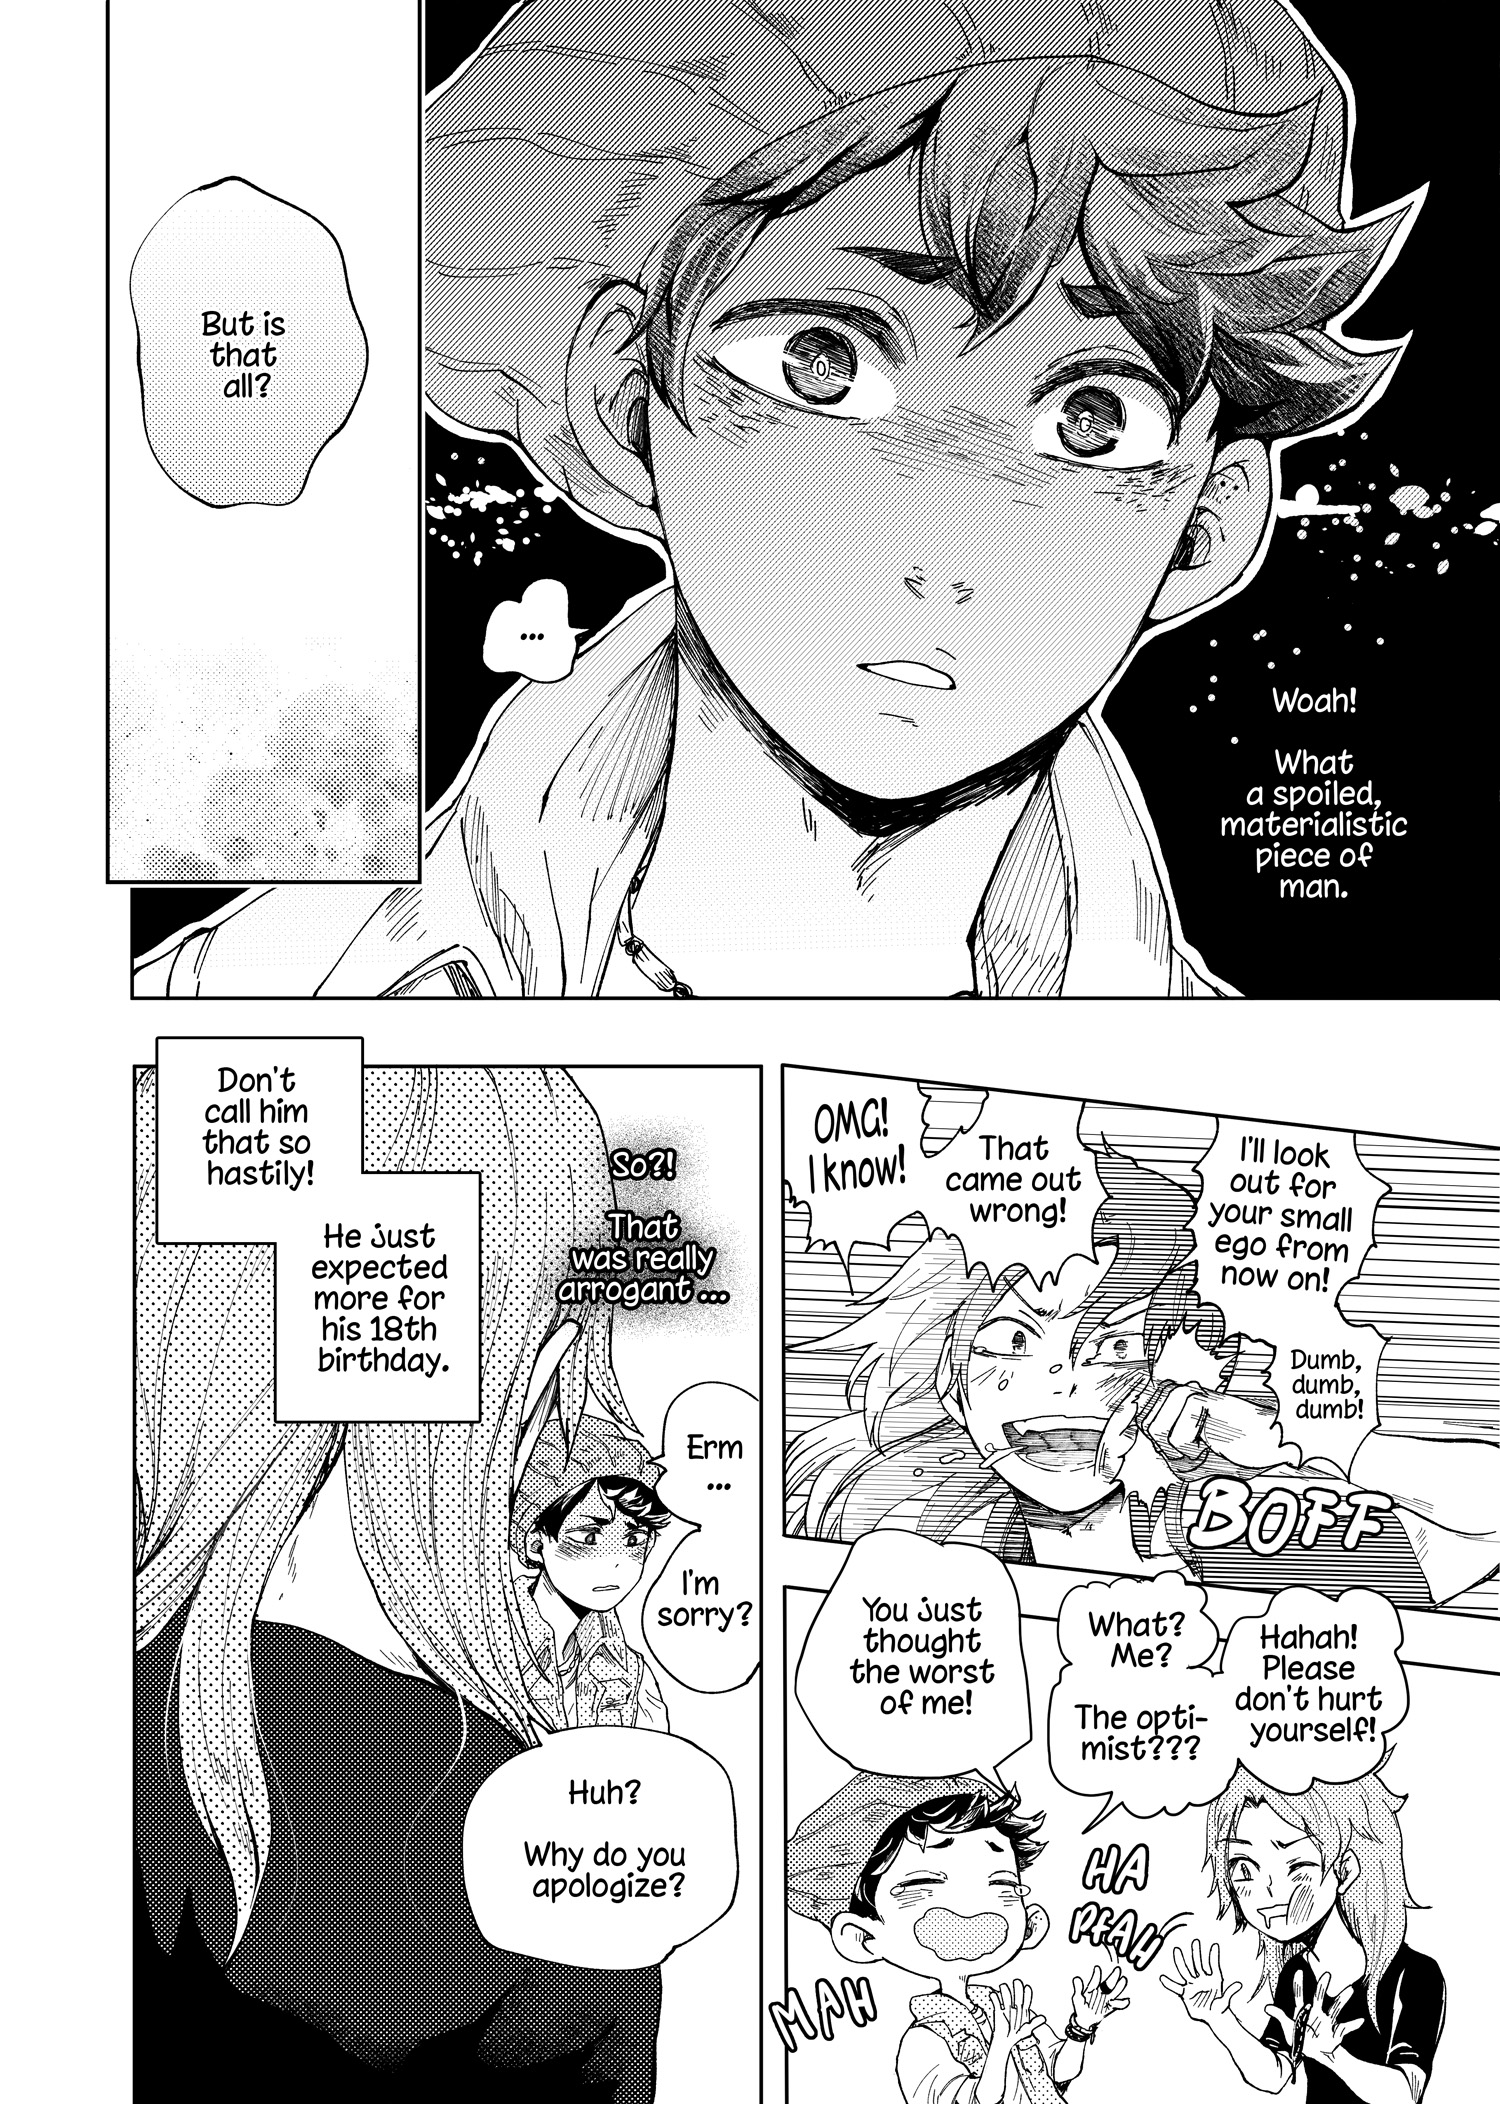 But is
that
all?
...
Woah!
What
a spoiled,
materialistic
piece of
man.
Don't
call him
that so
hastily!
He just
expected
more for
his 18th
birthday.
So?!
That
was really
arrogant ...
Erm
...
I'm
sorry?
Huh?
Why do you
apologize?
OMG!
I know!
That
came out
wrong!
I'll look
out for
your small
ego from
now on!
Dumb,
dumb,
dumb!
BOFF
You just
thought
the worst
of me!
What?
Me?
The opti-
mist???
Hahah!
Please
don't hurt
yourself!
HA
PFAH
MAH